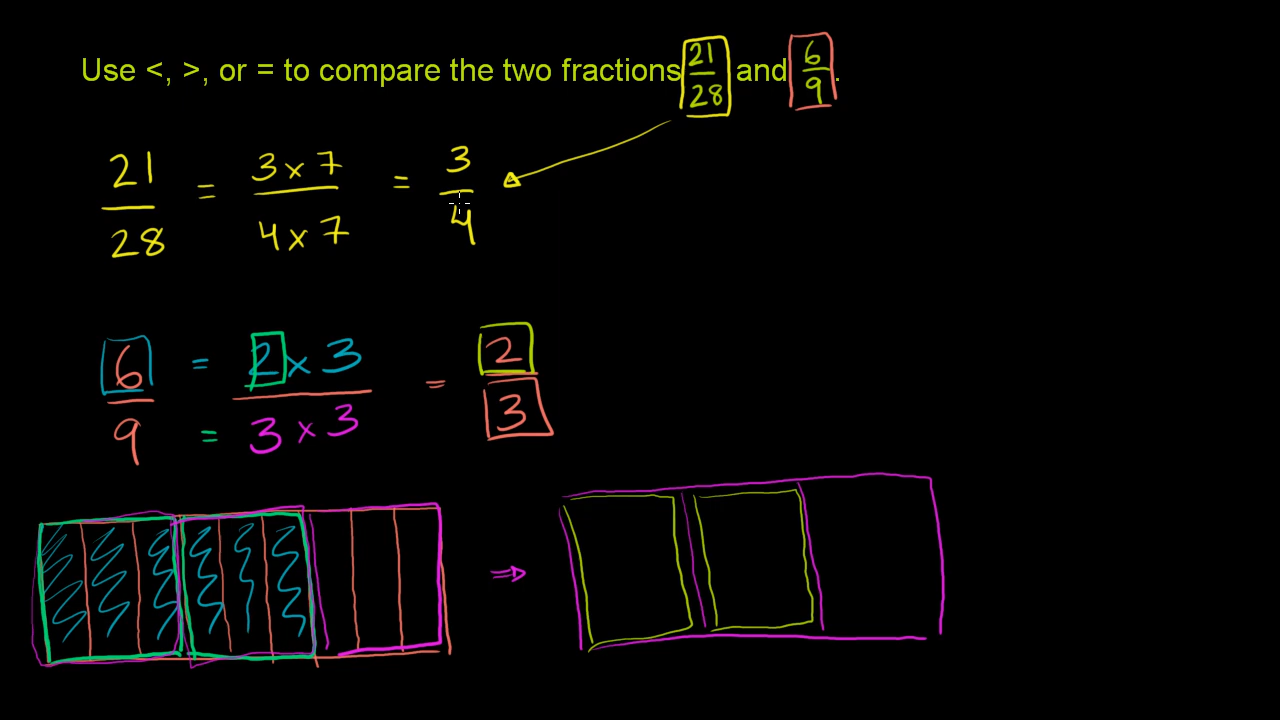 Use <, >, or = to compare the two fractions 21/28 and 6/9.
21/28 = 3 x 7 / 4 x 7 = 3/4
6/9 = 2 x 3 / 3 x 3 = 2/3